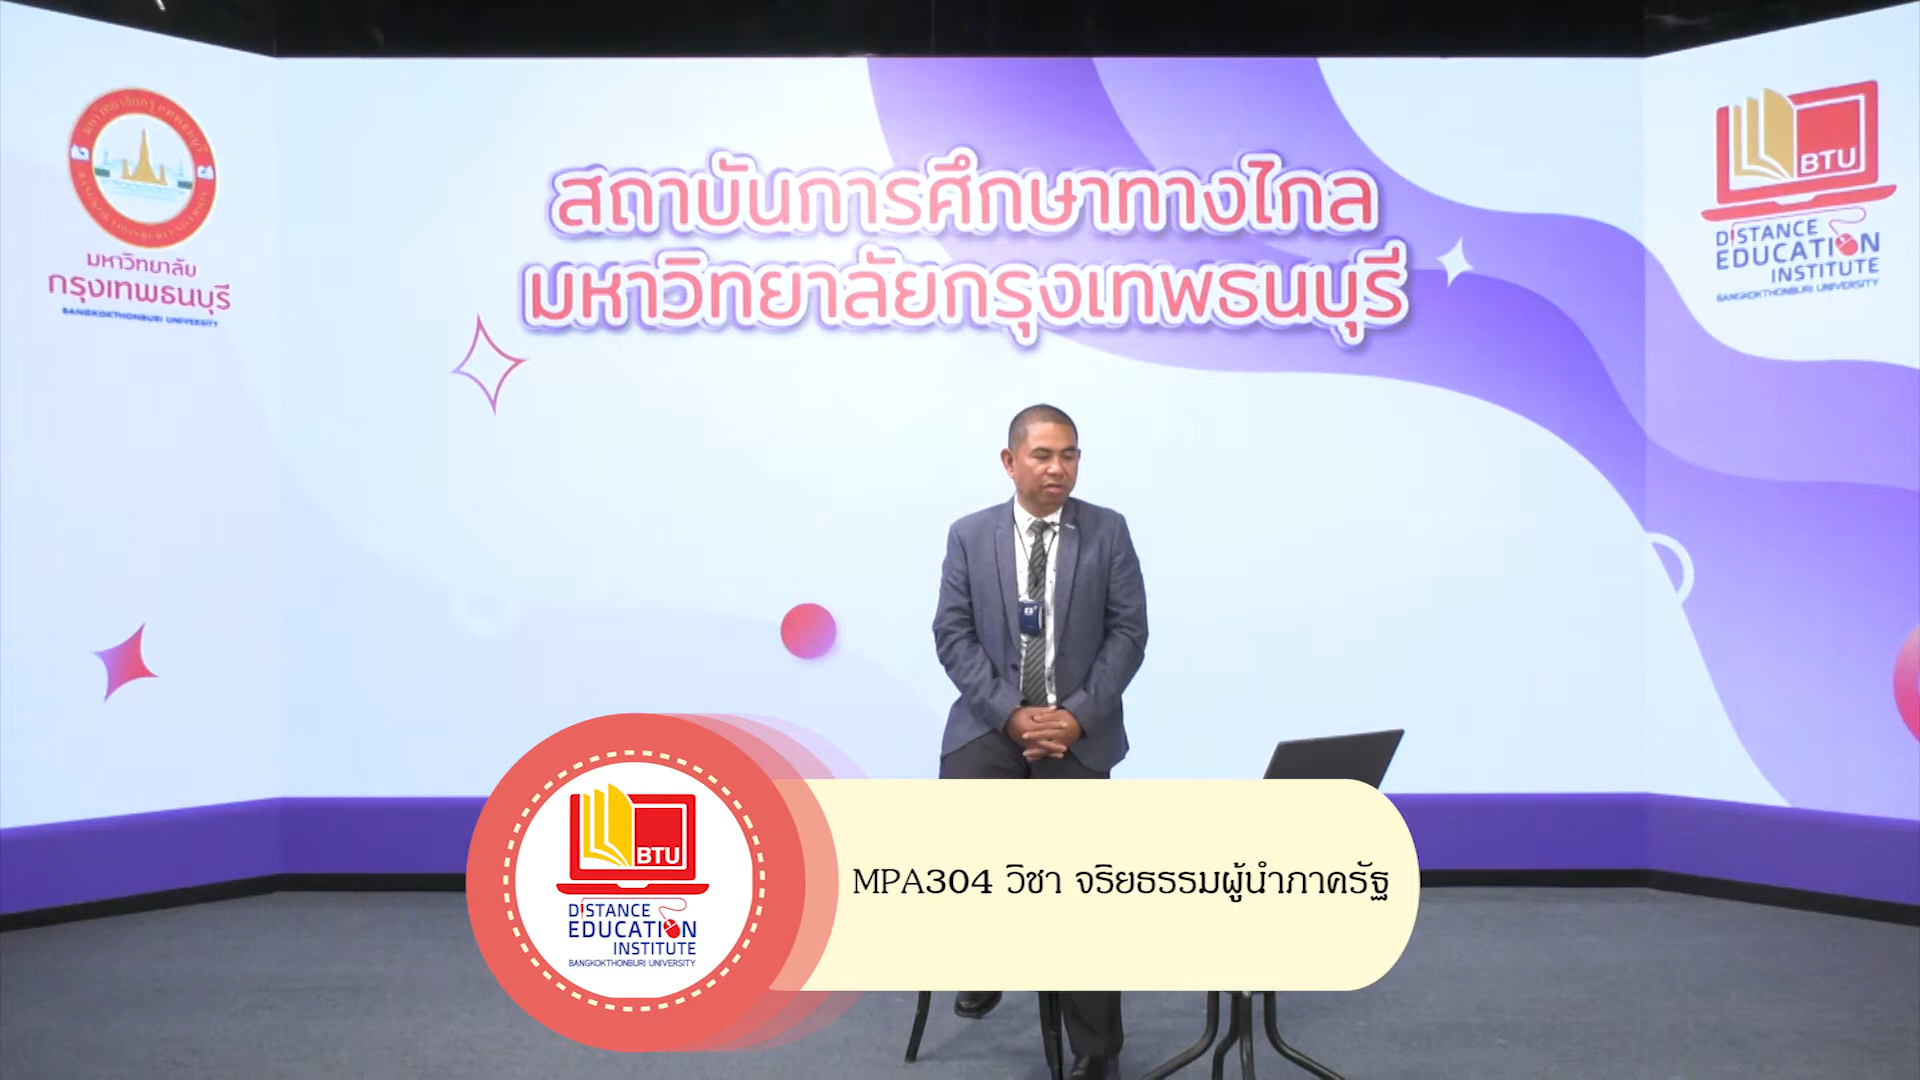 สถาบันการศึกษาทางไกล
มหาวิทยาลัยกรุงเทพธนบุรี
มหาวิทยาลัย
กรุงเทพธนบุรี
BANGKOKTHONBURI UNIVERSITY
BTU
DISTANCE
EDUCATION
INSTITUTE
BANGKOKTHONBURI UNIVERSITY
BTU
DISTANCE
EDUCATION
INSTITUTE
BANGKOKTHONBURI UNIVERSITY
MPA304 วิชา จริยธรรมผู้นำภาครัฐ